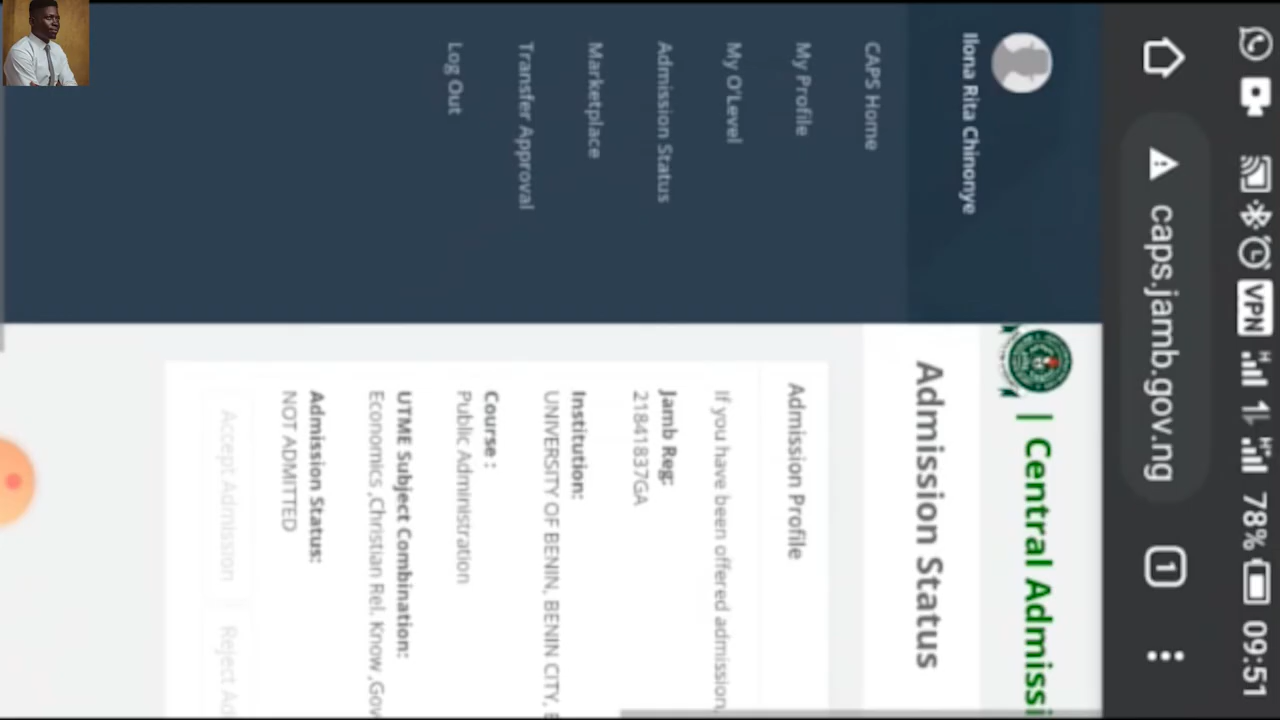 09:51
78%
VPN
caps.jamb.gov.ng
1
Ilona Rita Chinonye
CAPS Home
My Profile
My O'Level
Admission Status
Marketplace
Transfer Approval
Log Out
| Central Admissi
Admission Status
Admission Profile
If you have been offered admission,
Jamb Reg:
21841837GA
Institution:
UNIVERSITY OF BENIN, BENIN CITY, E
Course :
Public Administration
UTME Subject Combination:
Economics ,Christian Rel. Know ,Gov
Admission Status:
NOT ADMITTED
Accept Admission
Reject Ad